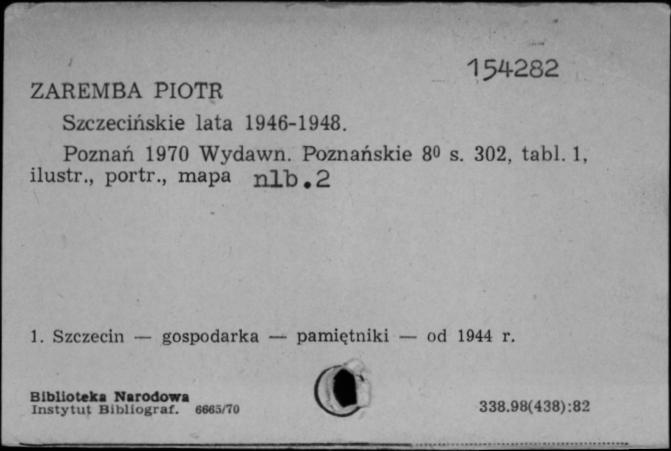 154282
ZAREMBA PIOTR
Szczecińskie lata 1946-1948.
Poznań 1970 Wydawn. Poznańskie 8⁰ s. 302, tabl. 1,
ilustr., portr., mapa nlb.2
1. Szczecin — gospodarka — pamiętniki — od 1944 r.
Biblioteka Narodowa
Instytut Bibliograf. 6665/70
338.98(438):82